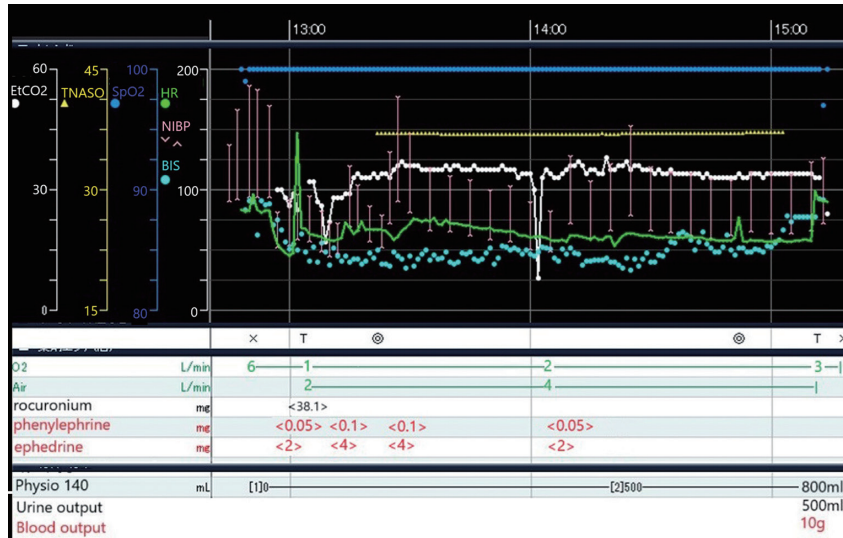 13:00 14:00 15:00
60 45 100 200
EtCO2 TNASO SpO2 HR
NIBP
BIS
30 30 90 100
0 15 80 0
× T ◎ ◎ T ×
O2 L/min 6 1 2 3
Air L/min 2 4
rocuronium mg <38.1>
phenylephrine mg <0.05> <0.1> <0.1> <0.05>
ephedrine mg <2> <4> <4> <2>
Physio 140 mL [1]0 [2]500 800ml
Urine output 500ml
Blood output 10g